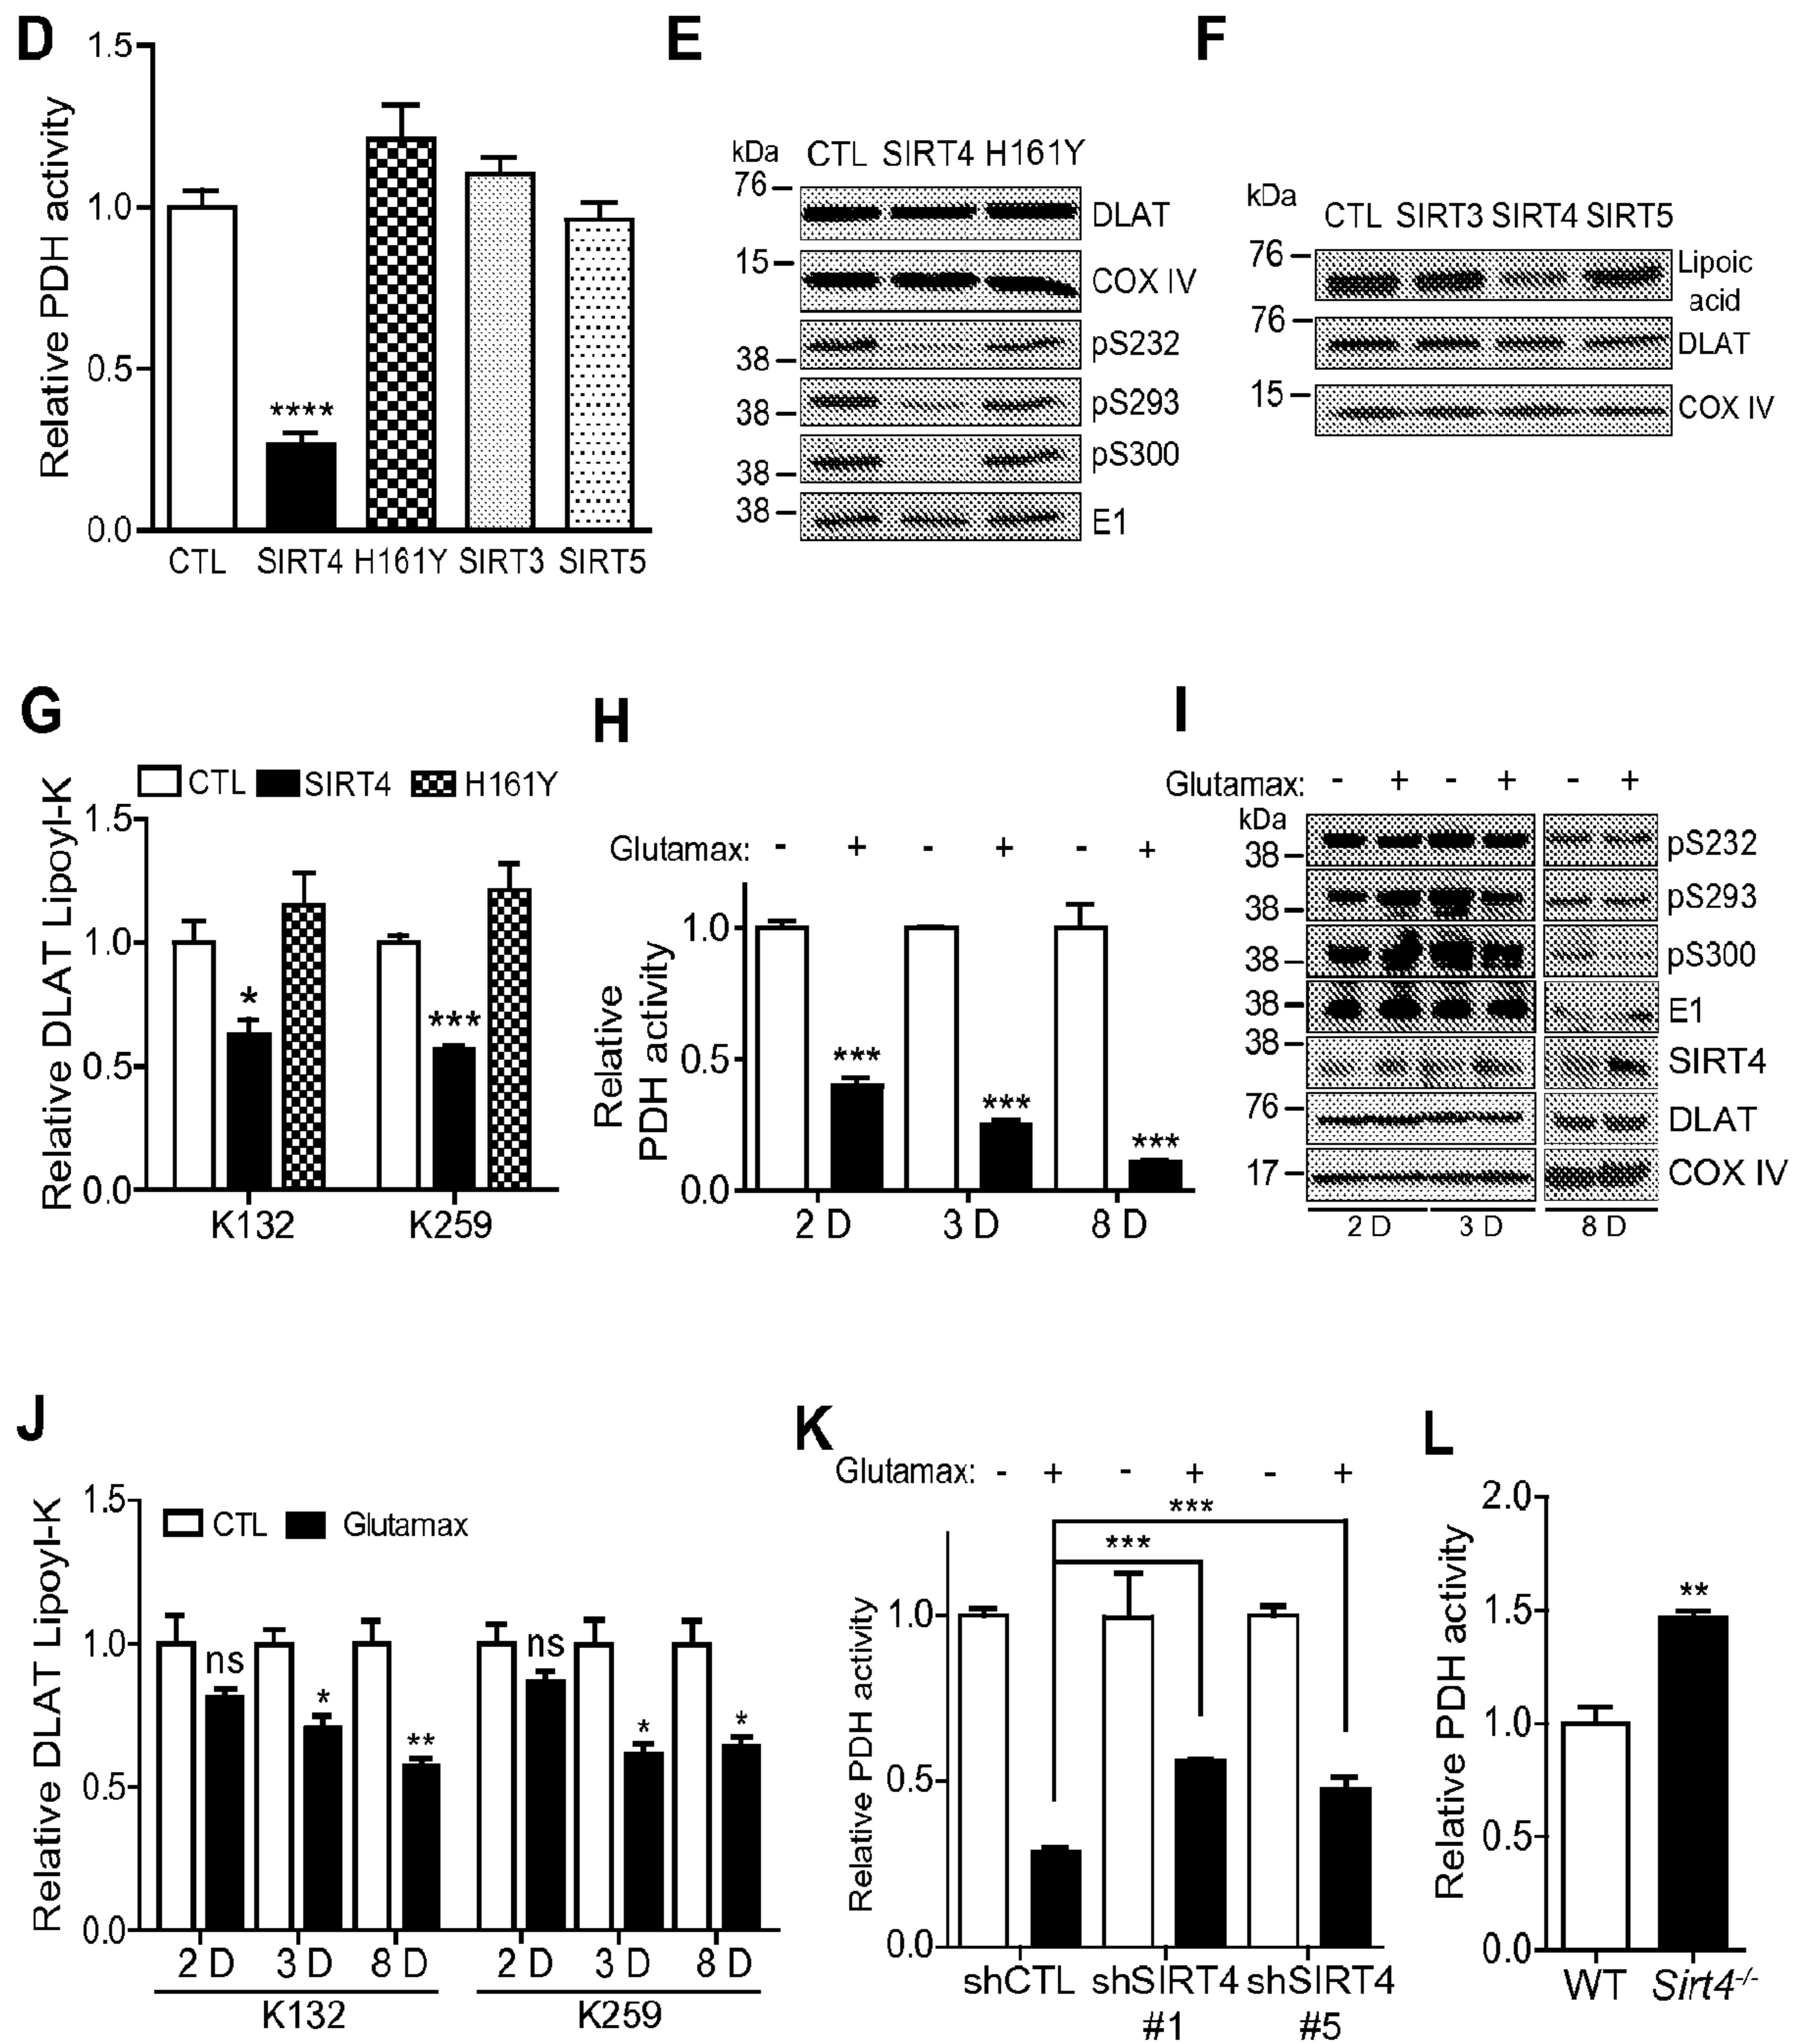 D
Relative PDH activity
1.5
1.0
0.5
0.0
****
CTL SIRT4 H161Y SIRT3 SIRT5
E
kDa CTL SIRT4 H161Y
76 DLAT
15 COX IV
38 pS232
38 pS293
38 pS300
38 E1
F
kDa CTL SIRT3 SIRT4 SIRT5
76 Lipoic acid
76 DLAT
15 COX IV
G
CTL SIRT4 H161Y
Relative DLAT Lipoyl-K
1.5
1.0
0.5
0.0
* ***
K132 K259
H
Glutamax: - + - + - +
Relative
PDH activity
1.0
0.5
0.0
*** *** ***
2 D 3 D 8 D
I
Glutamax: - + - + - +
kDa
38 pS232
38 pS293
38 pS300
38 E1
38 SIRT4
76 DLAT
17 COX IV
2 D 3 D 8 D
J
CTL Glutamax
Relative DLAT Lipoyl-K
1.5
1.0
0.5
0.0
ns * ** ns * *
2 D 3 D 8 D 2 D 3 D 8 D
K132 K259
K
Glutamax: - + - + - +
***
***
Relative PDH activity
1.0
0.5
0.0
shCTL shSIRT4 shSIRT4
#1 #5
L
Relative PDH activity
2.0
1.5
1.0
0.5
0.0
**
WT Sirt4-/-